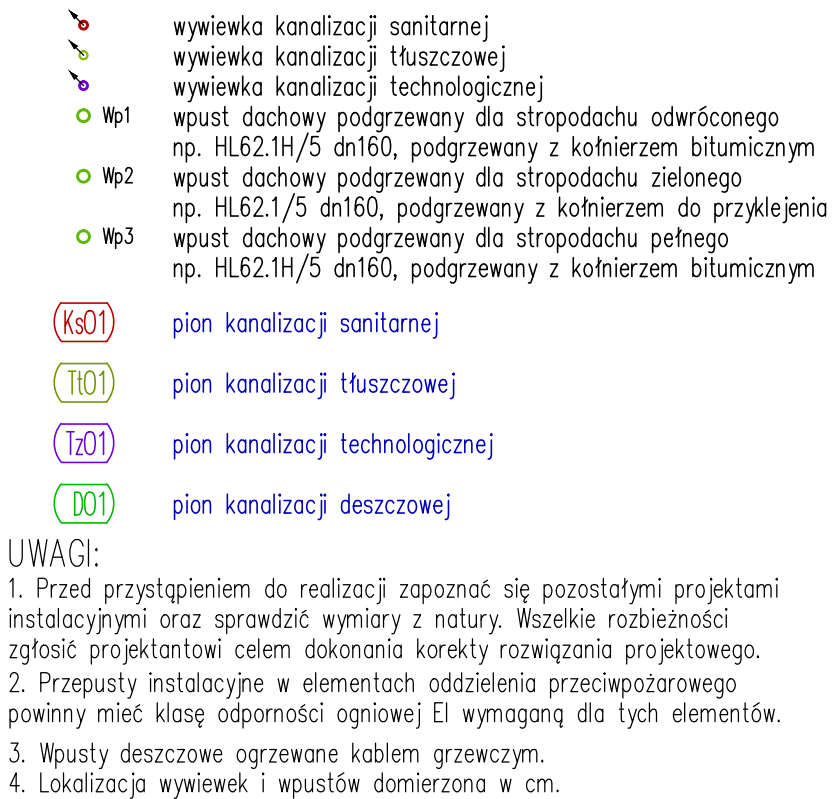 wywiewka kanalizacji sanitarnej
wywiewka kanalizacji tłuszczowej
wywiewka kanalizacji technologicznej
Wp1 wpust dachowy podgrzewany dla stropodachu odwróconego
np. HL62.1H/5 dn160, podgrzewany z kołnierzem bitumicznym
Wp2 wpust dachowy podgrzewany dla stropodachu zielonego
np. HL62.1/5 dn160, podgrzewany z kołnierzem do przyklejenia
Wp3 wpust dachowy podgrzewany dla stropodachu pełnego
np. HL62.1H/5 dn160, podgrzewany z kołnierzem bitumicznym
Ks01 pion kanalizacji sanitarnej
Tt01 pion kanalizacji tłuszczowej
Tz01 pion kanalizacji technologicznej
D01 pion kanalizacji deszczowej
UWAGI:
1. Przed przystąpieniem do realizacji zapoznać się pozostałymi projektami
instalacyjnymi oraz sprawdzić wymiary z natury. Wszelkie rozbieżności
zgłosić projektantowi celem dokonania korekty rozwiązania projektowego.
2. Przepusty instalacyjne w elementach oddzielenia przeciwpożarowego
powinny mieć klasę odporności ogniowej EI wymaganą dla tych elementów.
3. Wpusty deszczowe ogrzewane kablem grzewczym.
4. Lokalizacja wywiewek i wpustów domierzona w cm.